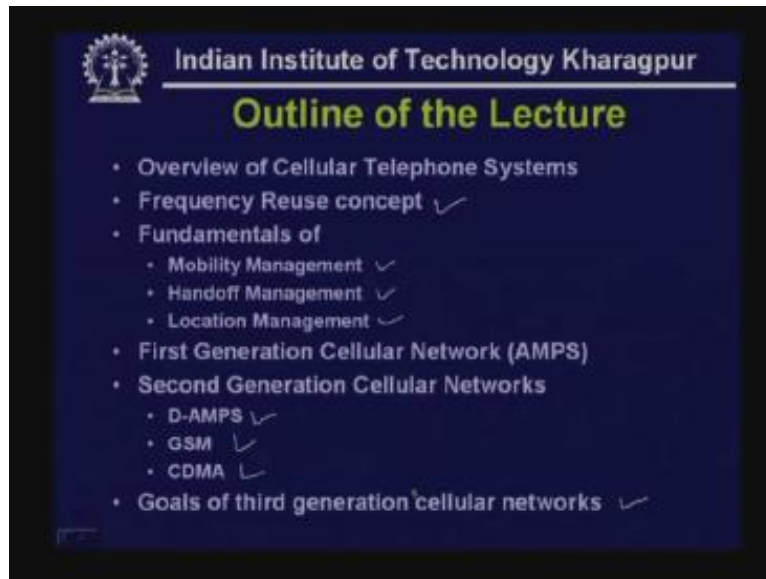 Indian Institute of Technology Kharagpur
Outline of the Lecture
• Overview of Cellular Telephone Systems
• Frequency Reuse concept
• Fundamentals of
• Mobility Management
• Handoff Management
• Location Management
• First Generation Cellular Network (AMPS)
• Second Generation Cellular Networks
• D-AMPS
• GSM
• CDMA
• Goals of third generation cellular networks